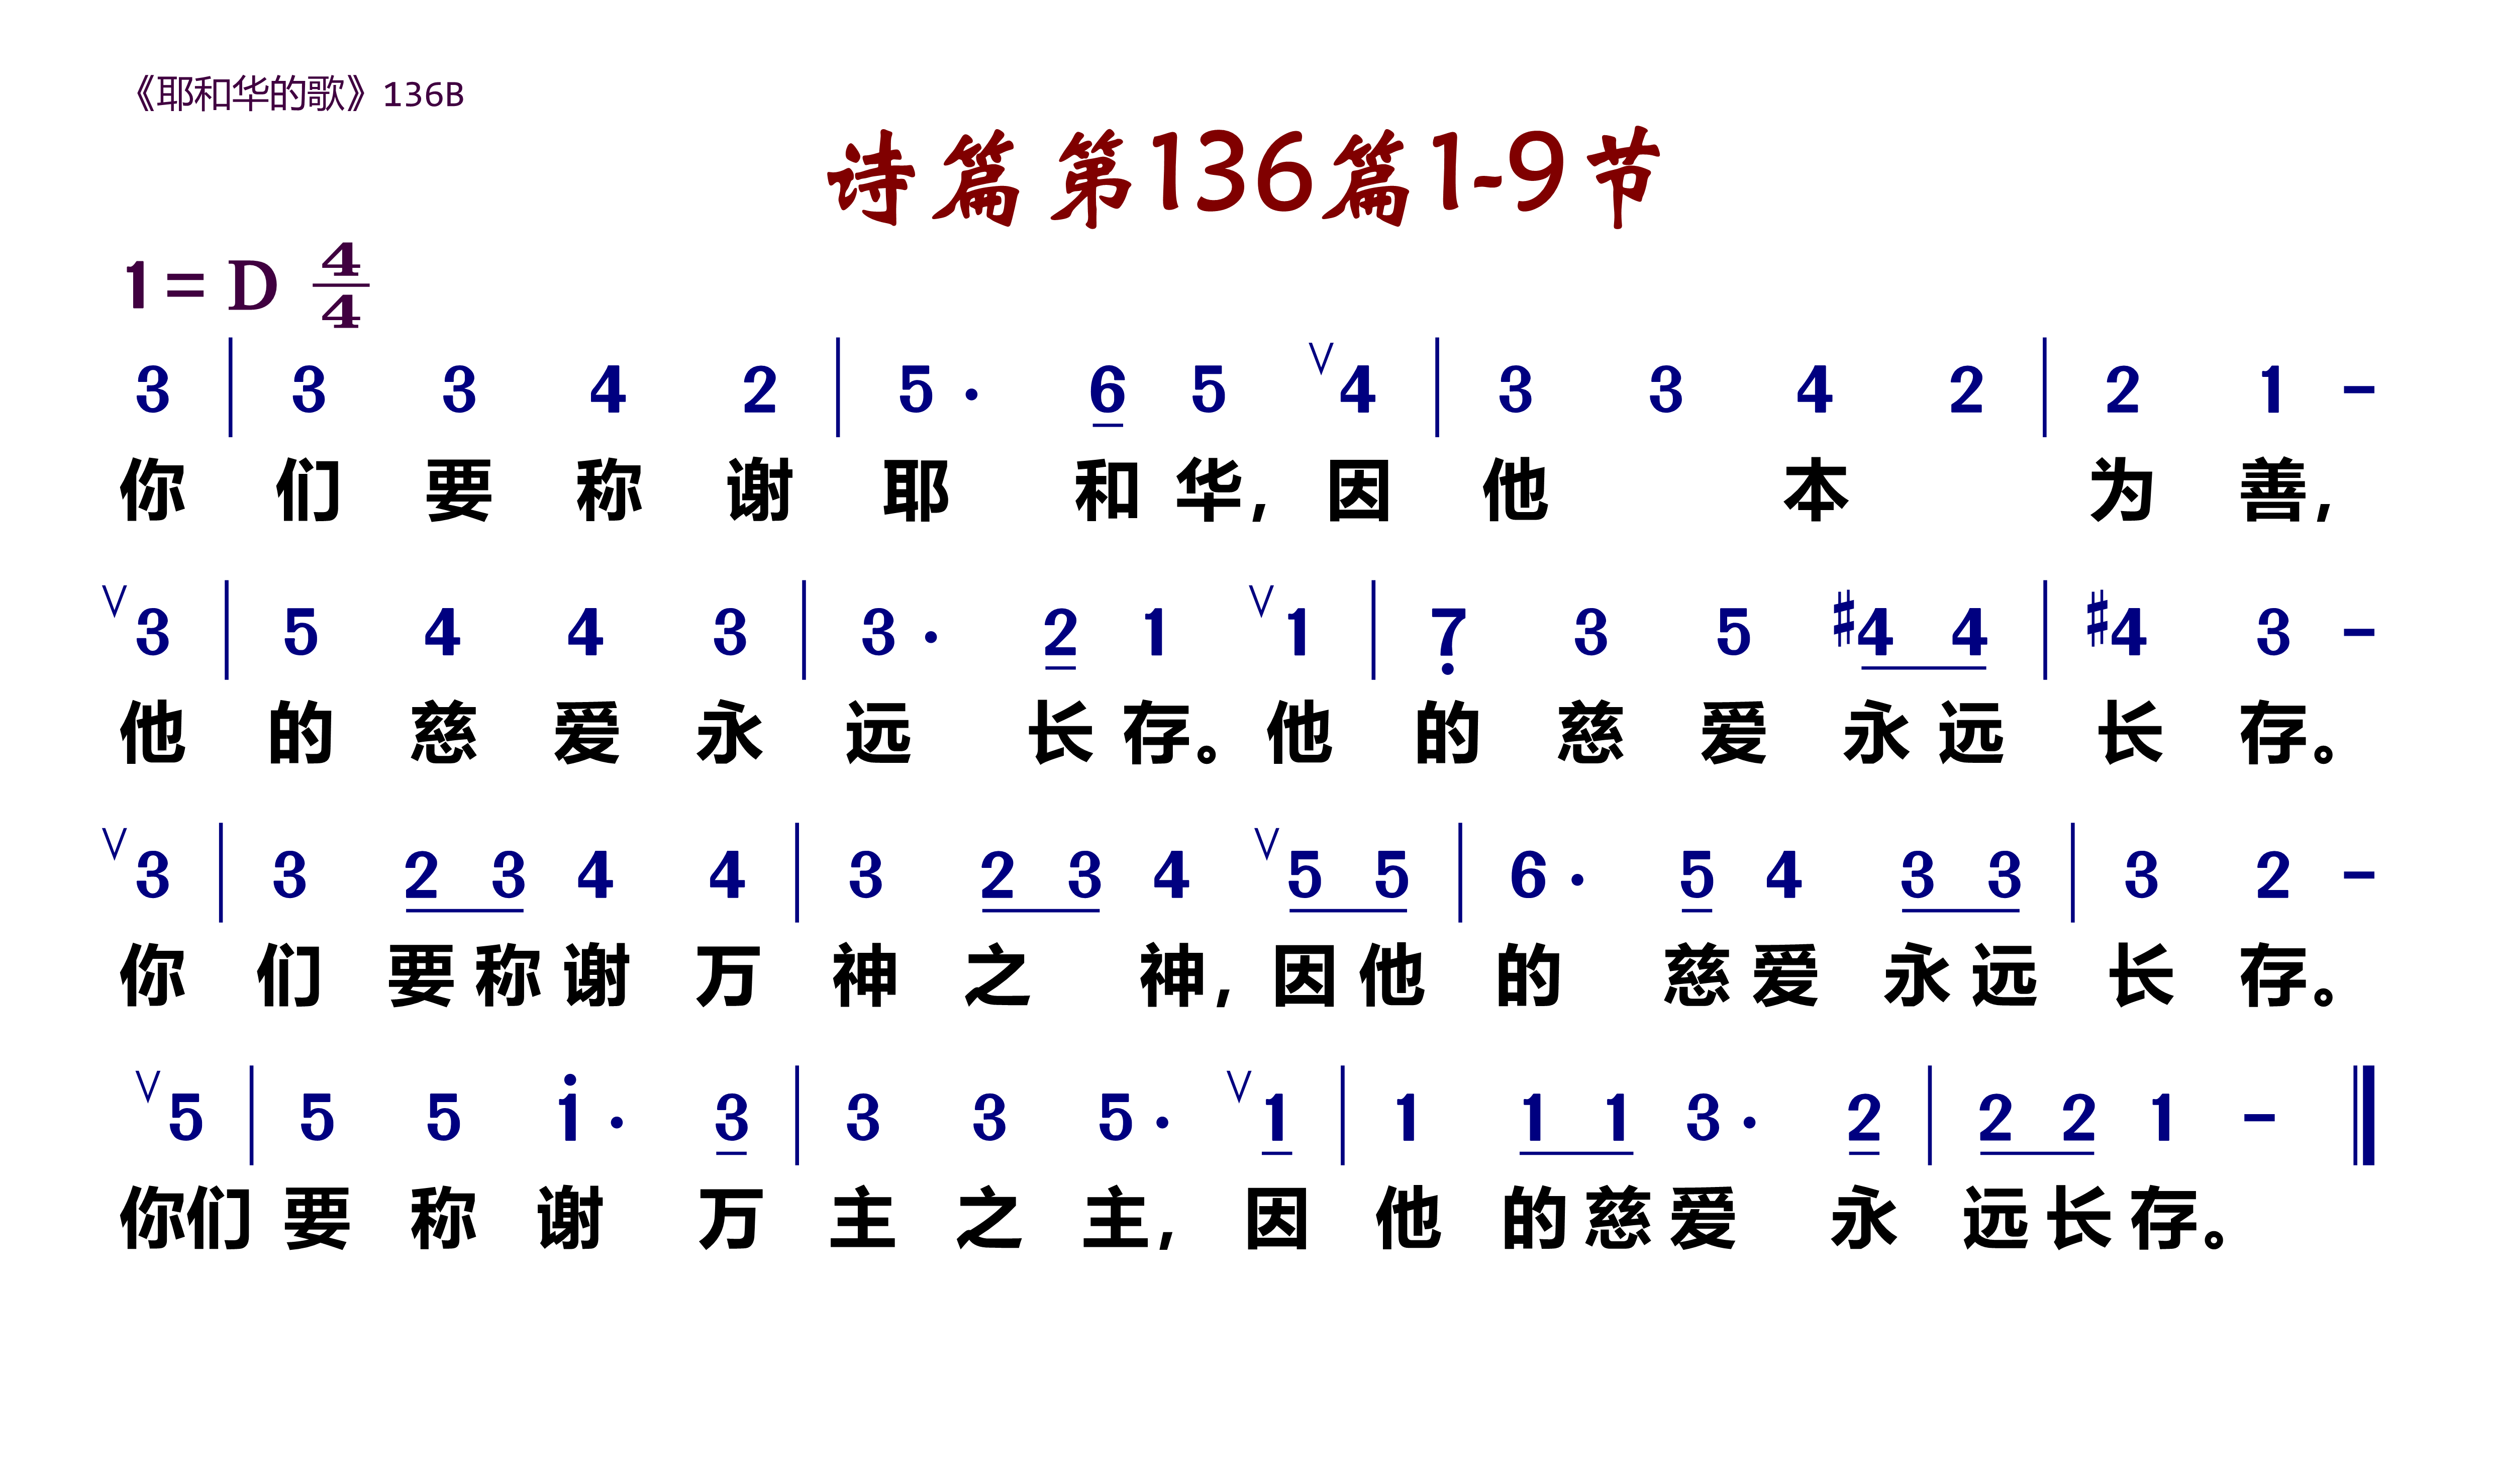 《耶和华的歌》136B
诗篇第136篇1-9节
1= D 4/4
3 | 3 3 4 2 | 5 · 6 5 ∨4 | 3 3 4 2 | 2 1 –
你 们 要 称 谢 耶 和 华, 因 他 本 为 善,
∨3 | 5 4 4 3 | 3 · 2 1 ∨1 | 7̣ 3 5 #4 4 | #4 3 –
他 的 慈 爱 永 远 长 存。他 的 慈 爱 永 远 长 存。
∨3 | 3 2 3 4 4 | 3 2 3 4 ∨5 5 | 6 · 5 4 3 3 | 3 2 –
你 们 要 称 谢 万 神 之 神, 因 他 的 慈 爱 永 远 长 存。
∨5 | 5 5 1̇ · 3 | 3 3 5 · ∨1 | 1 1 1 3 · 2 | 2 2 1 – ‖
你们 要 称 谢 万 主 之 主, 因 他 的 慈 爱 永 远 长 存。